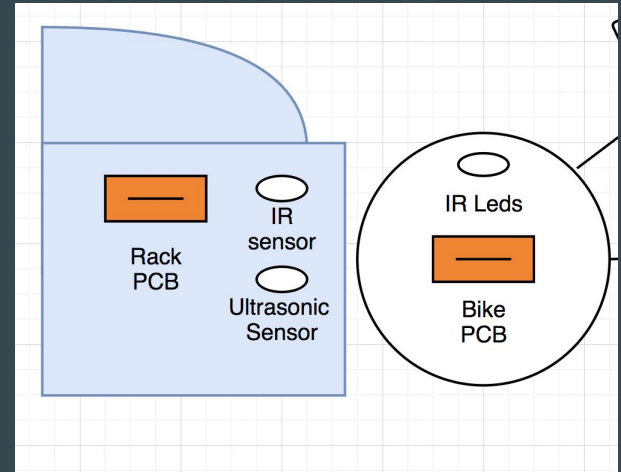 Rack
PCB
IR
sensor
Ultrasonic
Sensor
IR Leds
Bike
PCB